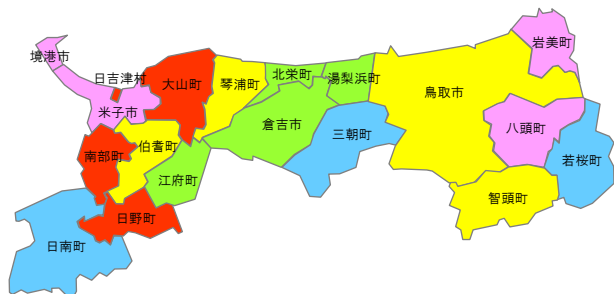 岩美町
境港市
日吉津村
大山町
琴浦町
北栄町
湯梨浜町
鳥取市
米子市
倉吉市
三朝町
八頭町
南部町
伯耆町
若桜町
江府町
智頭町
日野町
日南町